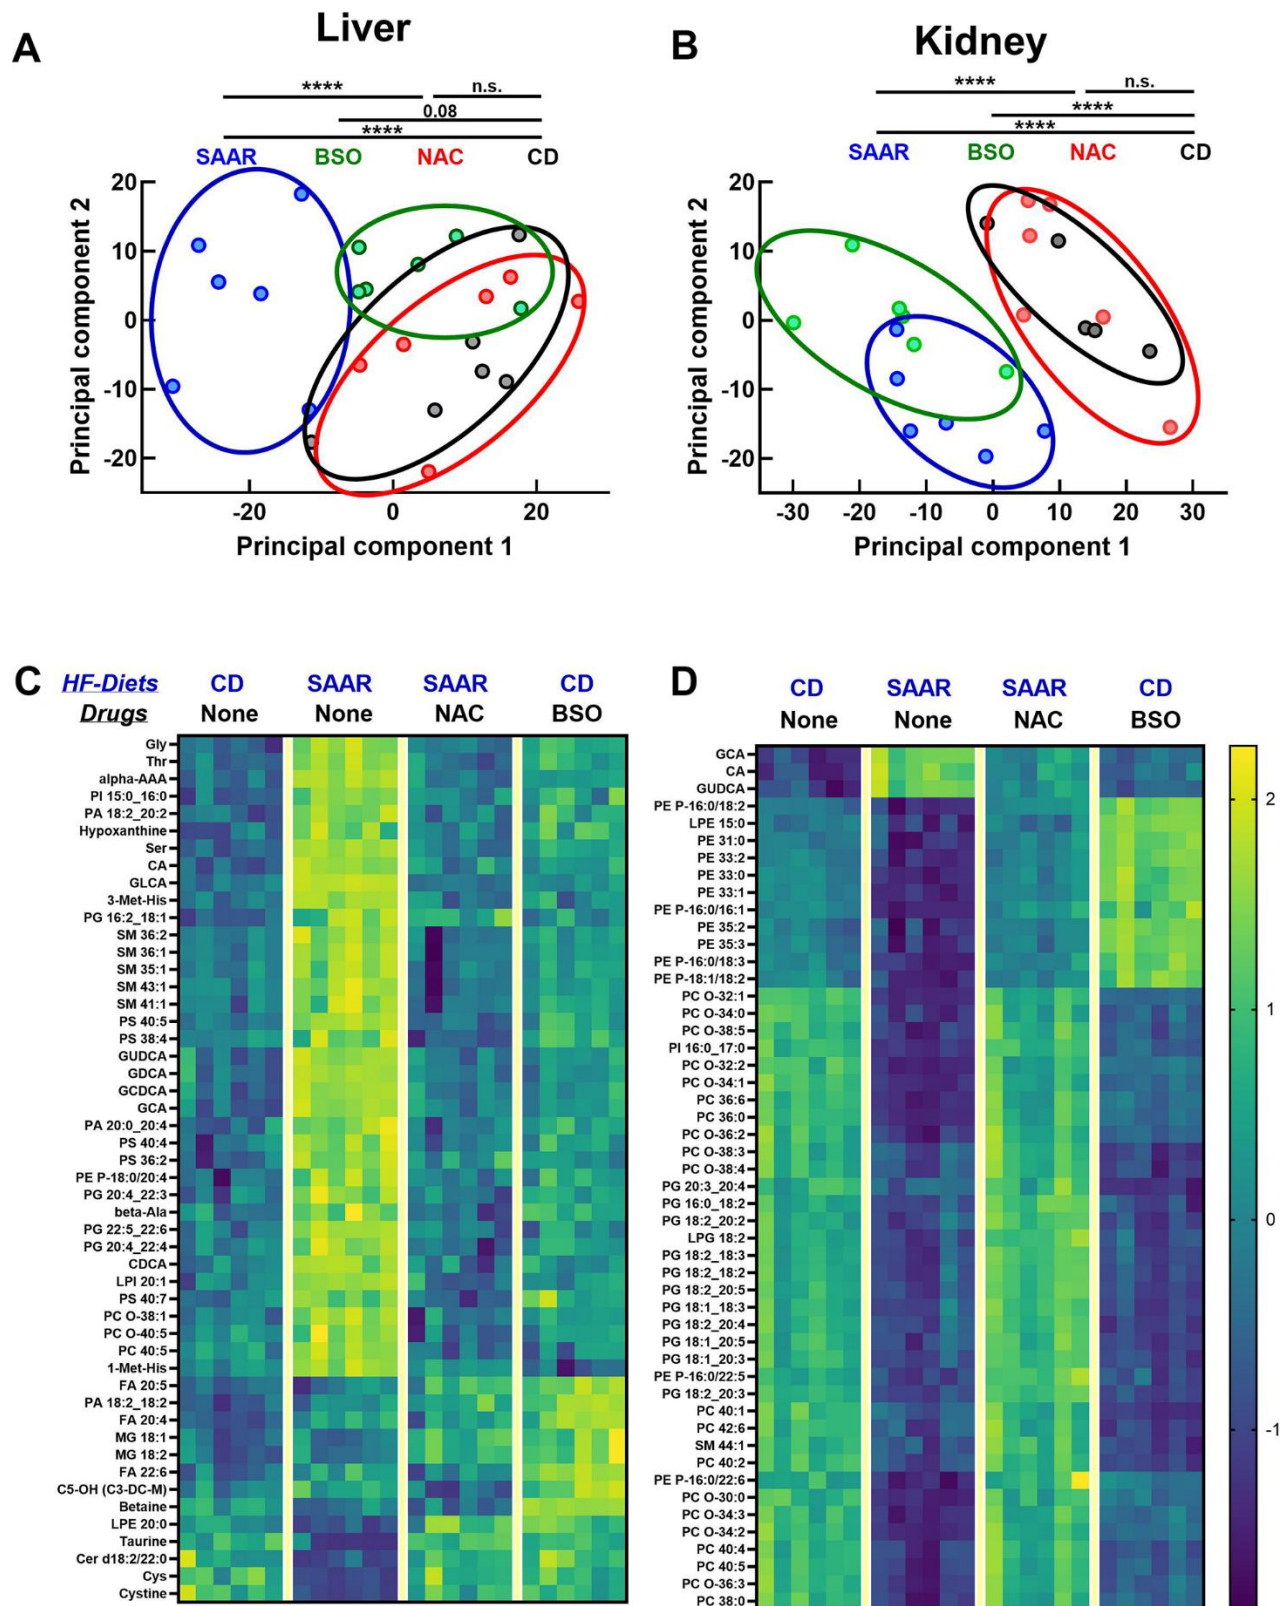 A
Liver
****
n.s.
0.08
****
SAAR
BSO
NAC
CD
20
10
0
-10
-20
Principal component 2
-20
0
20
Principal component 1
B
Kidney
****
n.s.
****
****
SAAR
BSO
NAC
CD
20
10
0
-10
-20
Principal component 2
-30
-20
-10
0
10
20
30
Principal component 1
C
HF-Diets CD SAAR SAAR CD
Drugs None None NAC BSO
Gly
Thr
alpha-AAA
PI 15:0_16:0
PA 18:2_20:2
Hypoxanthine
Ser
CA
GLCA
3-Met-His
PG 16:2_18:1
SM 36:2
SM 36:1
SM 35:1
SM 43:1
SM 41:1
PS 40:5
PS 38:4
GUDCA
GDCA
GCDCA
GCA
PA 20:0_20:4
PS 40:4
PS 36:2
PE P-18:0/20:4
PG 20:4_22:3
beta-Ala
PG 22:5_22:6
PG 20:4_22:4
CDCA
LPI 20:1
PS 40:7
PC O-38:1
PC O-40:5
PC 40:5
1-Met-His
FA 20:5
PA 18:2_18:2
FA 20:4
MG 18:1
MG 18:2
FA 22:6
C5-OH (C3-DC-M)
Betaine
LPE 20:0
Taurine
Cer d18:2/22:0
Cys
Cystine
D
CD SAAR SAAR CD
None None NAC BSO
GCA
CA
GUDCA
PE P-16:0/18:2
LPE 15:0
PE 31:0
PE 33:2
PE 33:0
PE 33:1
PE P-16:0/16:1
PE 35:2
PE 35:3
PE P-16:0/18:3
PE P-18:1/18:2
PC O-32:1
PC O-34:0
PC O-38:5
PI 16:0_17:0
PC O-32:2
PC O-34:1
PC 36:6
PC 36:0
PC O-36:2
PC O-38:3
PC O-38:4
PG 20:3_20:4
PG 16:0_18:2
PG 18:2_20:2
LPG 18:2
PG 18:2_18:3
PG 18:2_18:2
PG 18:2_20:5
PG 18:1_18:3
PG 18:2_20:4
PG 18:1_20:5
PG 18:1_20:3
PE P-16:0/22:5
PG 18:2_20:3
PC 40:1
PC 42:6
SM 44:1
PC 40:2
PE P-16:0/22:6
PC O-30:0
PC O-34:3
PC O-34:2
PC 40:4
PC 40:5
PC O-36:3
PC 38:0
2
1
0
-1